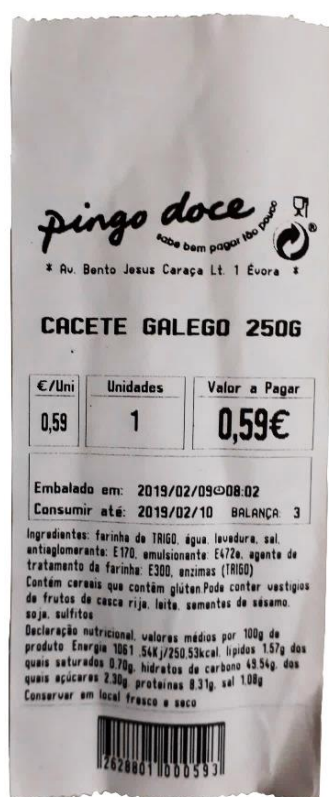 pingo doce
sabe bem pagar tão pouco
* Av. Bento Jesus Caraça Lt. 1 Évora *
CACETE GALEGO 250G
€/Uni Unidades Valor a Pagar
0,59 1 0,59€
Embalado em: 2019/02/09 08:02
Consumir até: 2019/02/10 BALANÇA: 3
Ingredientes: farinha de TRIGO, água, levedura, sal,
antiaglomerante: E170, emulsionante: E472e, agente de
tratamento da farinha: E300, enzimas (TRIGO)
Contém cereais que contêm glúten.Pode conter vestígios
de frutos de casca rija, leite, sementes de sésamo,
soja, sulfitos
Declaração nutricional, valores médios por 100g de
produto Energia 1061 .54Kj/250.53kcal, lípidos 1.57g dos
quais saturados 0.70g, hidratos de carbono 49.54g, dos
quais açúcares 2.30g, proteínas 8.31g, sal 1.08g
Conservar em local fresco e seco
2628801 000593